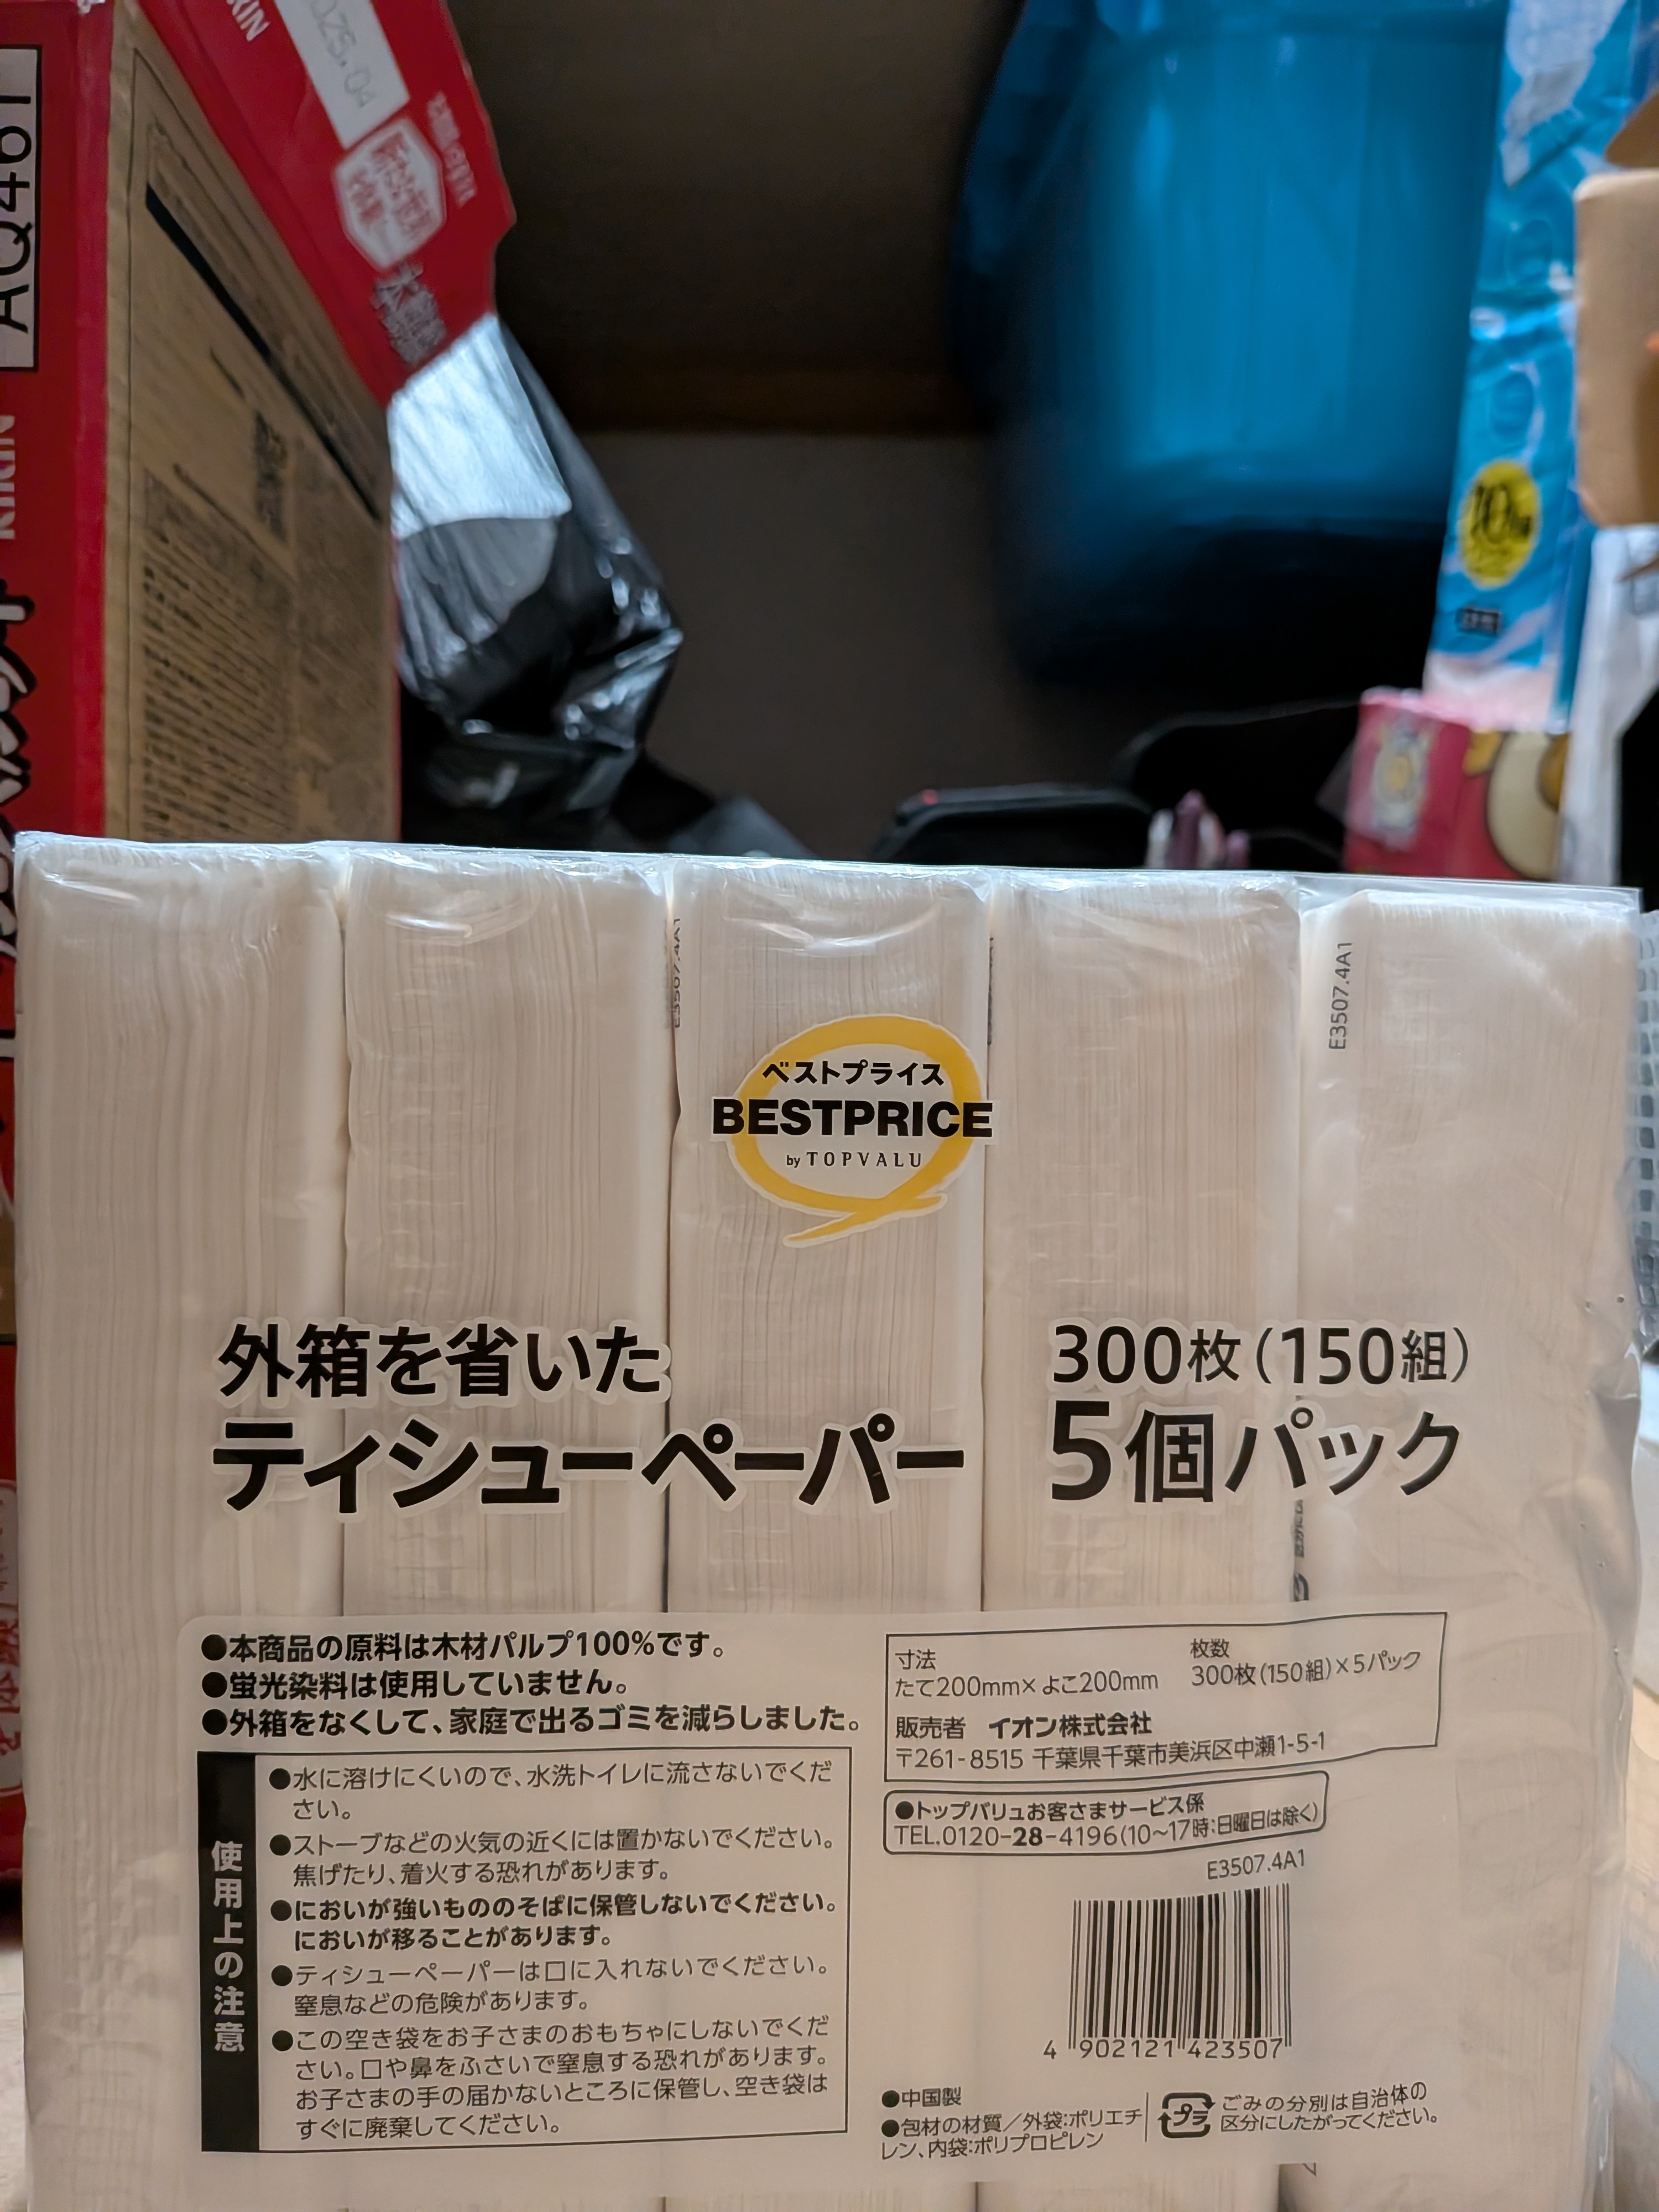 AQ461
KIRIN
2025.04
E3507.4A1
E3507.4A1
ベストプライス
BESTPRICE
by TOPVALU
外箱を省いた
ティシューペーパー
300枚(150組)
5個パック
●本商品の原料は木材パルプ100%です。
●蛍光染料は使用していません。
●外箱をなくして、家庭で出るゴミを減らしました。
使用上の注意
●水に溶けにくいので、水洗トイレに流さないでくだ
さい。
●ストーブなどの火気の近くには置かないでください。
焦げたり、着火する恐れがあります。
●においが強いもののそばに保管しないでください。
においが移ることがあります。
●ティシューペーパーは口に入れないでください。
窒息などの危険があります。
●この空き袋をお子さまのおもちゃにしないでくだ
さい。口や鼻をふさいで窒息する恐れがあります。
お子さまの手の届かないところに保管し、空き袋は
すぐに廃棄してください。
寸法
たて200mm×よこ200mm
枚数
300枚(150組)×5パック
販売者 イオン株式会社
〒261-8515 千葉県千葉市美浜区中瀬1-5-1
●トップバリュお客さまサービス係
TEL.0120-28-4196(10~17時:日曜日は除く)
E3507.4A1
4 902121 423507
●中国製
●包材の材質/外袋:ポリエチ
レン、内袋:ポリプロピレン
プラ
ごみの分別は自治体の
区分にしたがってください。